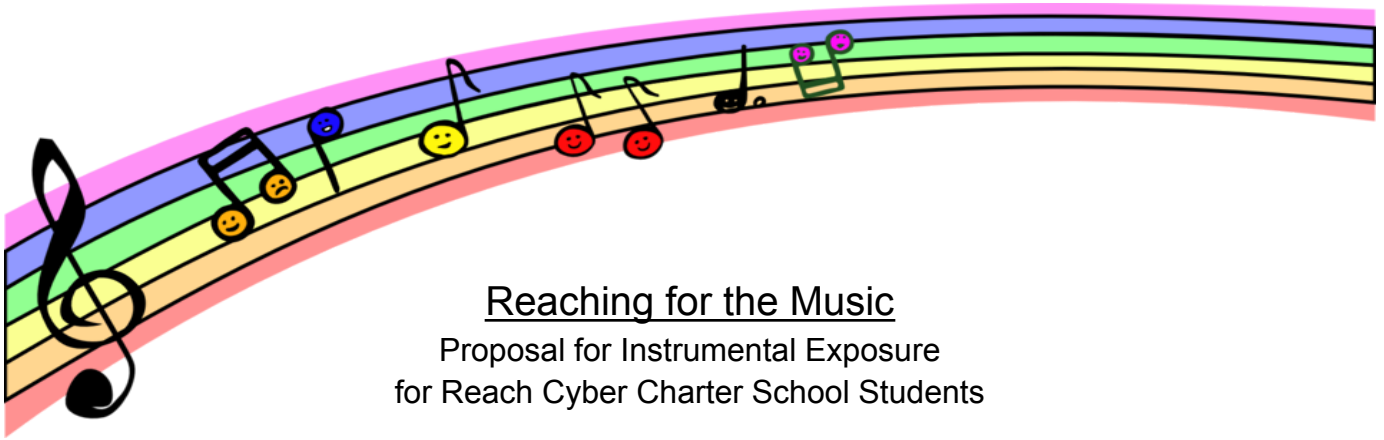 Reaching for the Music
Proposal for Instrumental Exposure
for Reach Cyber Charter School Students